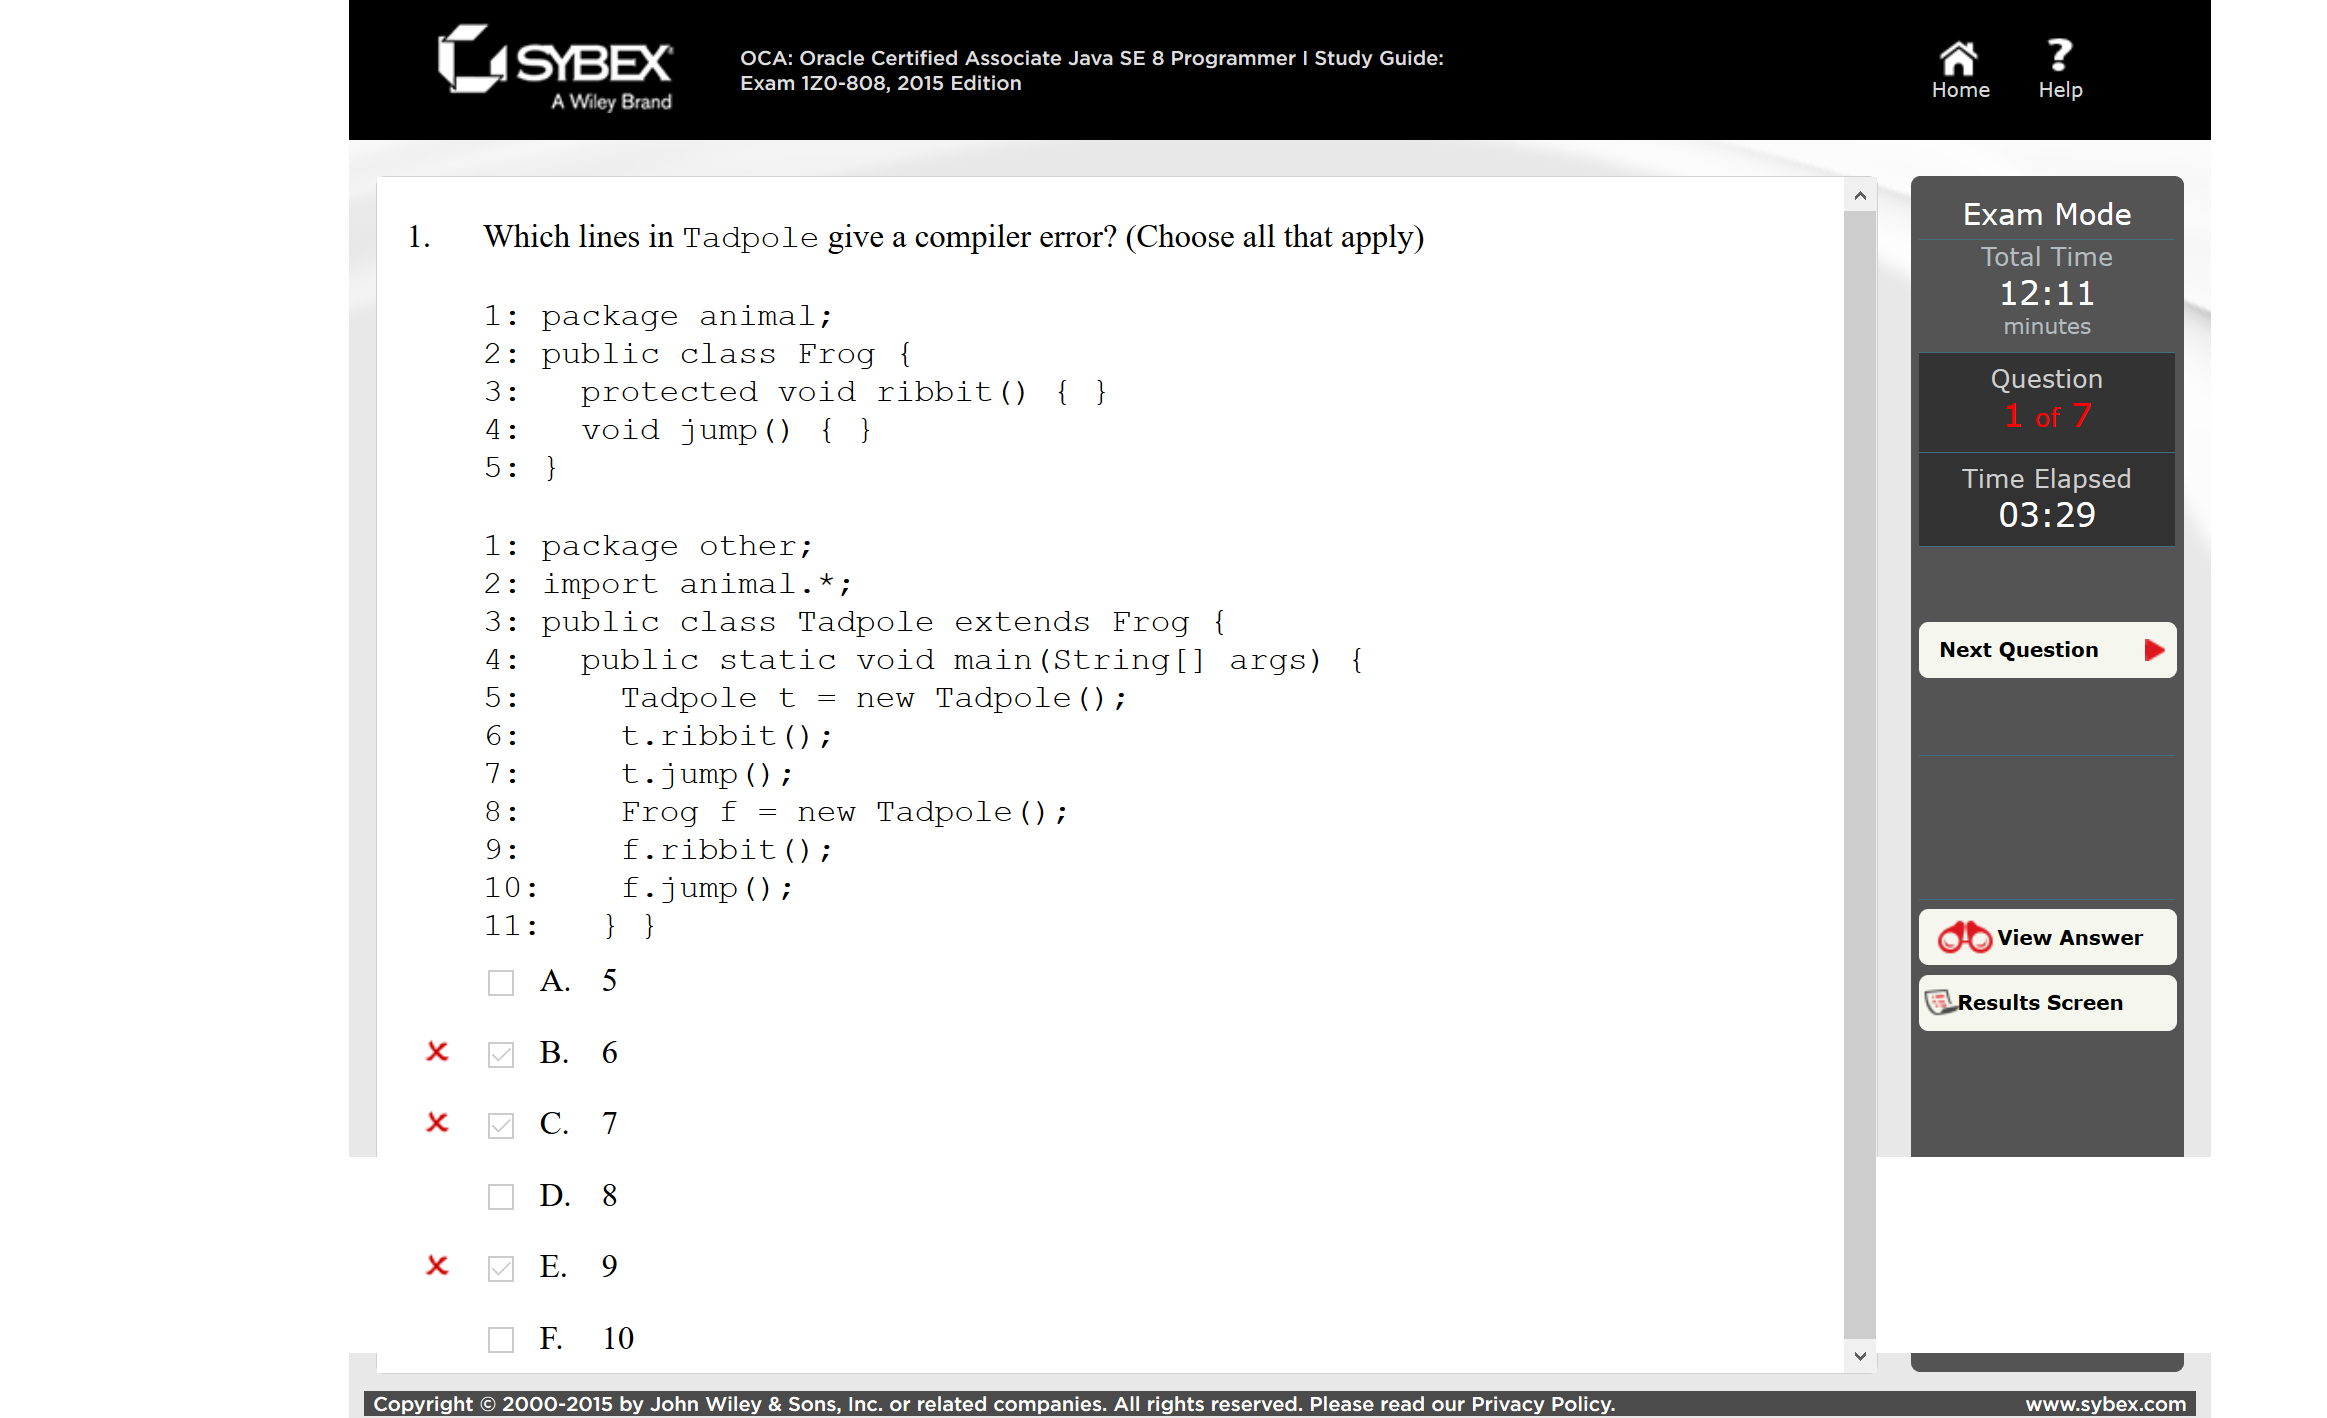 SYBEX
A Wiley Brand
OCA: Oracle Certified Associate Java SE 8 Programmer I Study Guide:
Exam 1Z0-808, 2015 Edition
Home
Help
1. Which lines in Tadpole give a compiler error? (Choose all that apply)
1: package animal;
2: public class Frog {
3:   protected void ribbit() { }
4:   void jump() { }
5: }
1: package other;
2: import animal.*;
3: public class Tadpole extends Frog {
4:   public static void main(String[] args) {
5:     Tadpole t = new Tadpole();
6:     t.ribbit();
7:     t.jump();
8:     Frog f = new Tadpole();
9:     f.ribbit();
10:    f.jump();
11:   } }
A. 5
B. 6
C. 7
D. 8
E. 9
F. 10
Exam Mode
Total Time
12:11
minutes
Question
1 of 7
Time Elapsed
03:29
Next Question
View Answer
Results Screen
Copyright © 2000-2015 by John Wiley & Sons, Inc. or related companies. All rights reserved. Please read our Privacy Policy.
www.sybex.com